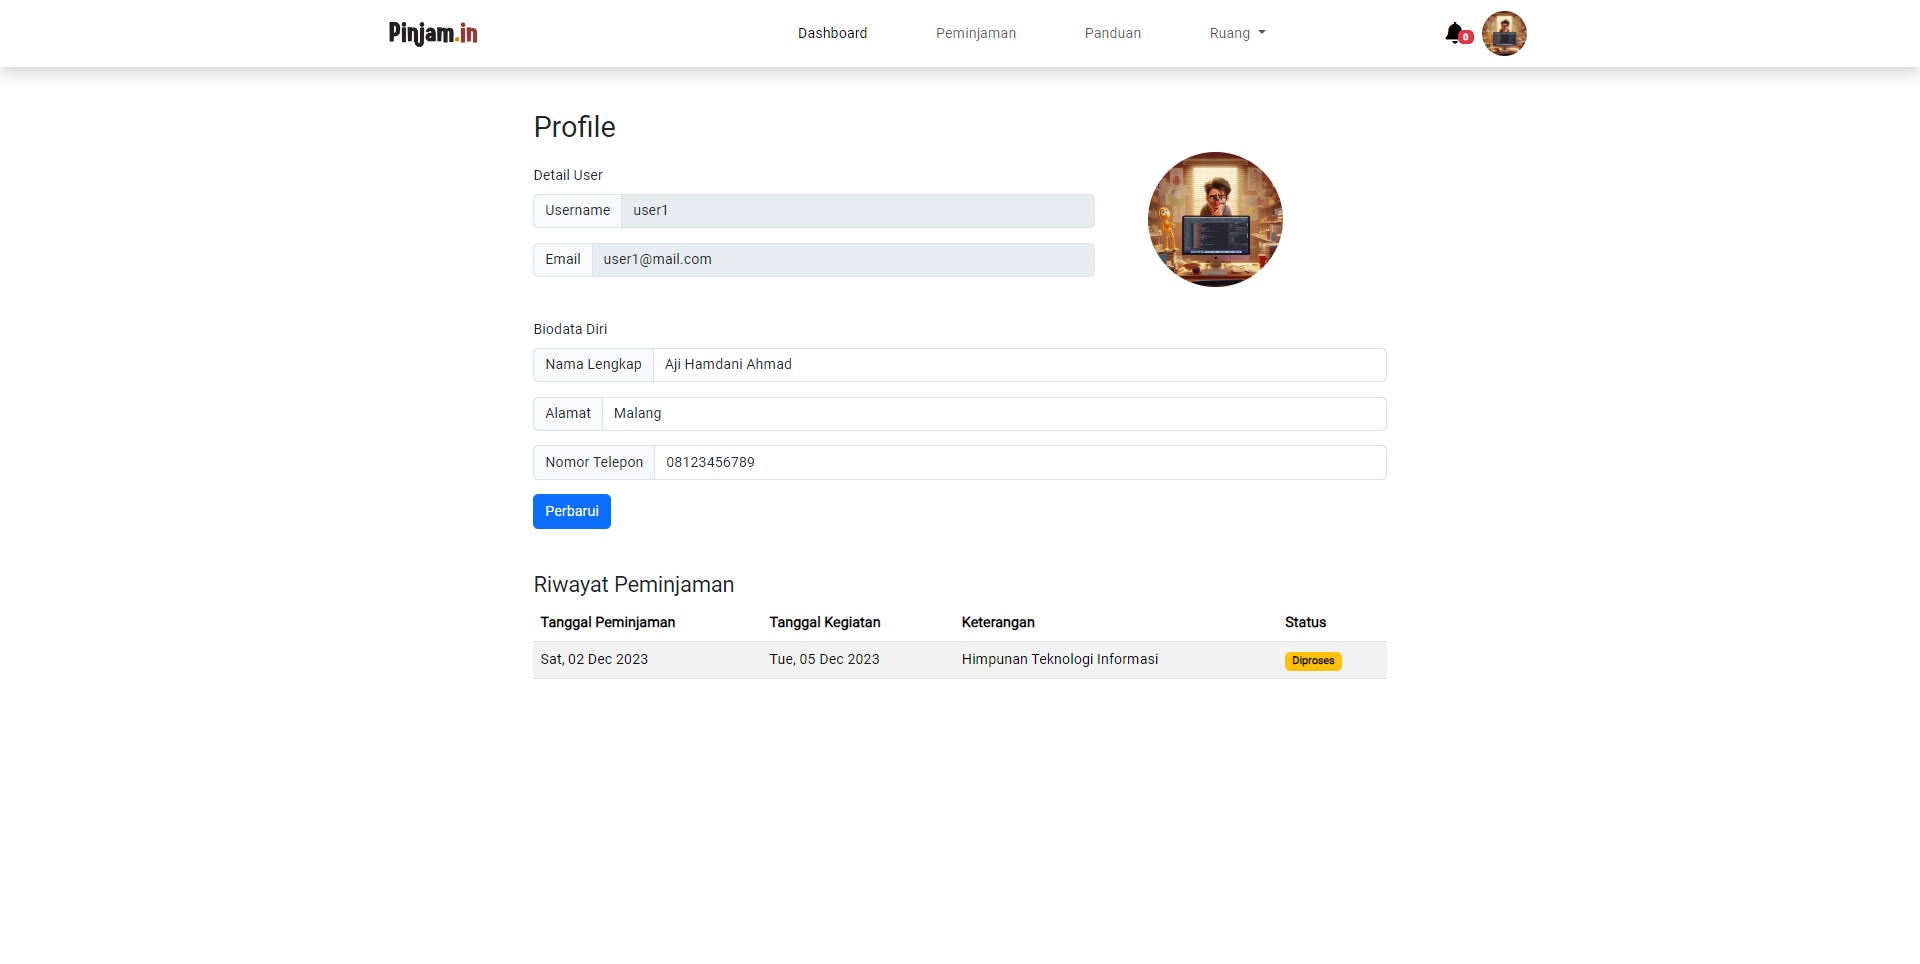 Pinjam.in
Dashboard
Peminjaman
Panduan
Ruang
0
Profile
Detail User
Username user1
Email user1@mail.com
Biodata Diri
Nama Lengkap Aji Hamdani Ahmad
Alamat Malang
Nomor Telepon 08123456789
Perbarui
Riwayat Peminjaman
Tanggal Peminjaman Tanggal Kegiatan Keterangan Status
Sat, 02 Dec 2023 Tue, 05 Dec 2023 Himpunan Teknologi Informasi Diproses